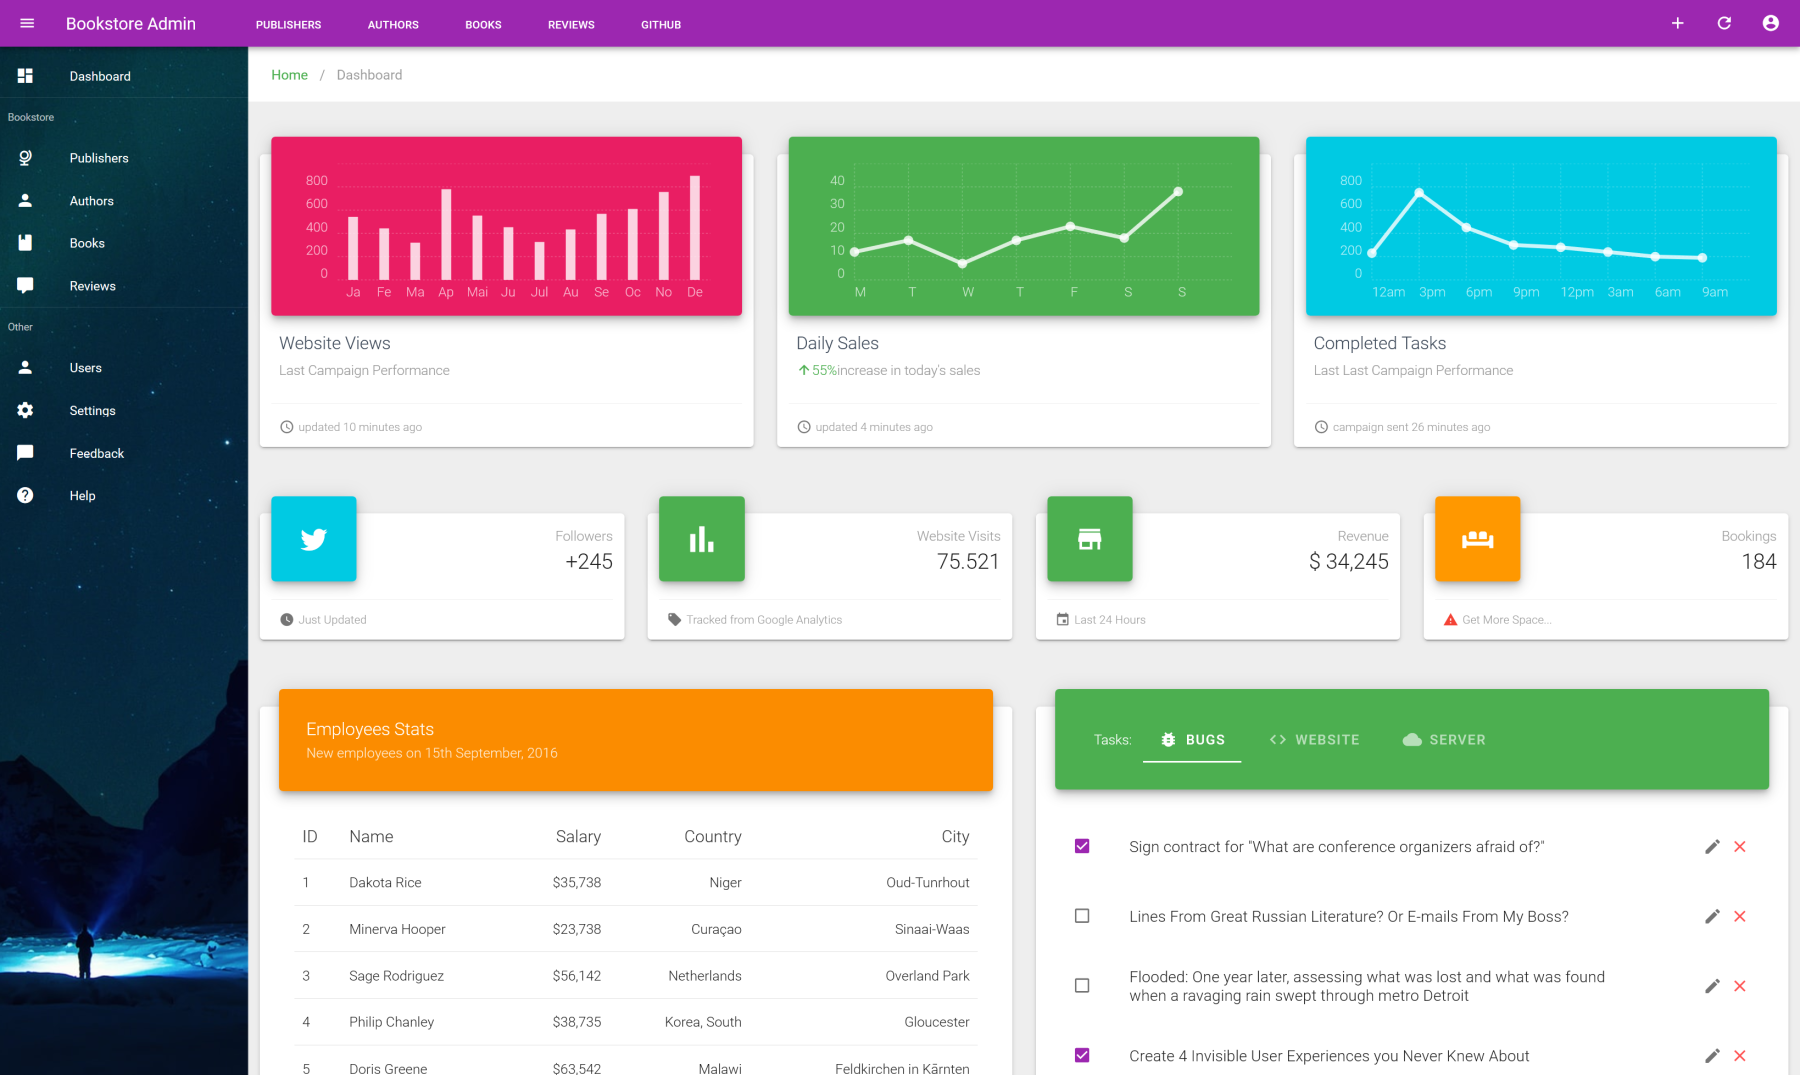 Bookstore Admin
PUBLISHERS
AUTHORS
BOOKS
REVIEWS
GITHUB
Dashboard
Bookstore
Publishers
Authors
Books
Reviews
Other
Users
Settings
Feedback
Help
Home / Dashboard
800
600
400
200
0
Ja Fe Ma Ap Mai Ju Jul Au Se Oc No De
Website Views
Last Campaign Performance
updated 10 minutes ago
40
30
20
10
0
M T W T F S S
Daily Sales
55%increase in today's sales
updated 4 minutes ago
800
600
400
200
0
12am 3pm 6pm 9pm 12pm 3am 6am 9am
Completed Tasks
Last Last Campaign Performance
campaign sent 26 minutes ago
Followers
+245
Just Updated
Website Visits
75.521
Tracked from Google Analytics
Revenue
$ 34,245
Last 24 Hours
Bookings
184
Get More Space...
Employees Stats
New employees on 15th September, 2016
ID Name Salary Country City
1 Dakota Rice $35,738 Niger Oud-Tunrhout
2 Minerva Hooper $23,738 Curaçao Sinaai-Waas
3 Sage Rodriguez $56,142 Netherlands Overland Park
4 Philip Chanley $38,735 Korea, South Gloucester
5 Doris Greene $63,542 Malawi Feldkirchen in Kärnten
Tasks: BUGS WEBSITE SERVER
Sign contract for "What are conference organizers afraid of?"
Lines From Great Russian Literature? Or E-mails From My Boss?
Flooded: One year later, assessing what was lost and what was found
when a ravaging rain swept through metro Detroit
Create 4 Invisible User Experiences you Never Knew About